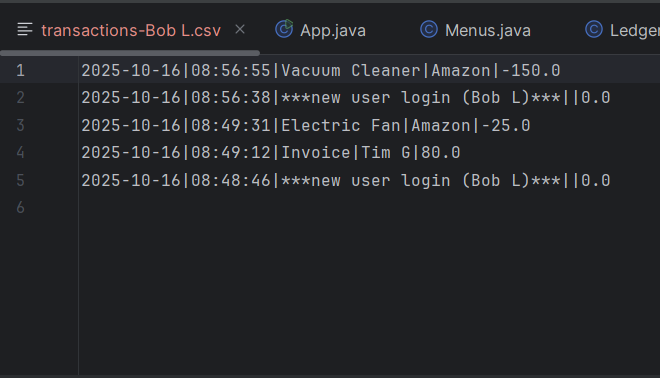 transactions-Bob L.csv App.java Menus.java Ledger
1 2025-10-16|08:56:55|Vacuum Cleaner|Amazon|-150.0
2 2025-10-16|08:56:38|***new user login (Bob L)***||0.0
3 2025-10-16|08:49:31|Electric Fan|Amazon|-25.0
4 2025-10-16|08:49:12|Invoice|Tim G|80.0
5 2025-10-16|08:48:46|***new user login (Bob L)***||0.0
6